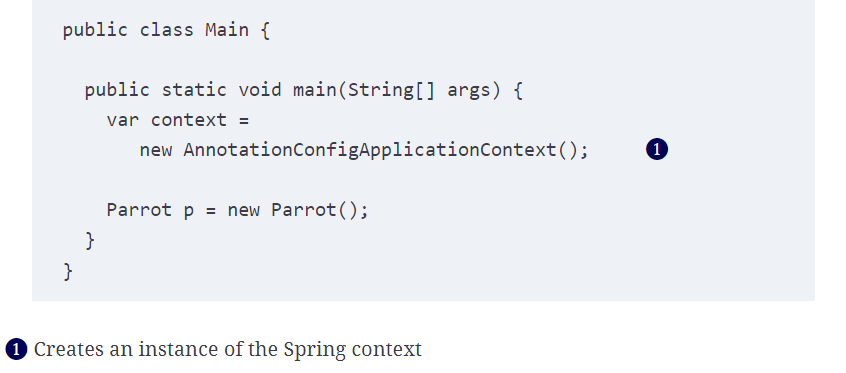 public class Main {
public static void main(String[] args) {
var context =
new AnnotationConfigApplicationContext(); 1
Parrot p = new Parrot();
}
}
1 Creates an instance of the Spring context